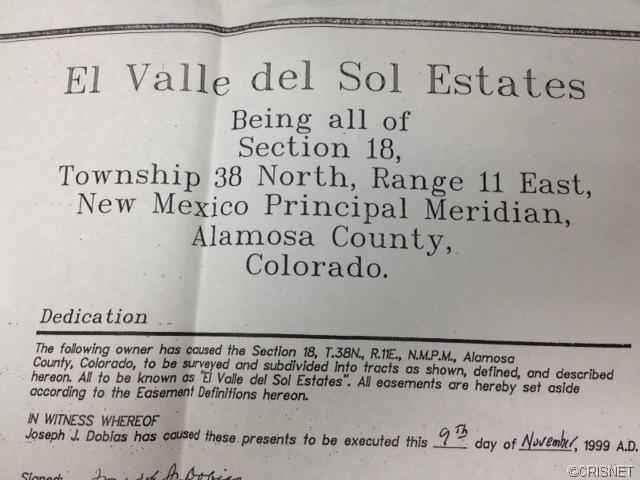 El Valle del Sol Estates
Being all of
Section 18,
Township 38 North, Range 11 East,
New Mexico Principal Meridian,
Alamosa County,
Colorado.
Dedication
The following owner has caused the Section 18, T.38N., R.11E., N.M.P.M., Alamosa
County, Colorado, to be surveyed and subdivided into tracts as shown, defined, and described
hereon. All to be known as "El Valle del Sol Estates". All easements are hereby set aside
according to the Easement Definitions hereon.
IN WITNESS WHEREOF
Joseph J. Dobias has caused these presents to be executed this 9th day of November, 1999 A.D.
Signed:
©CRISNET